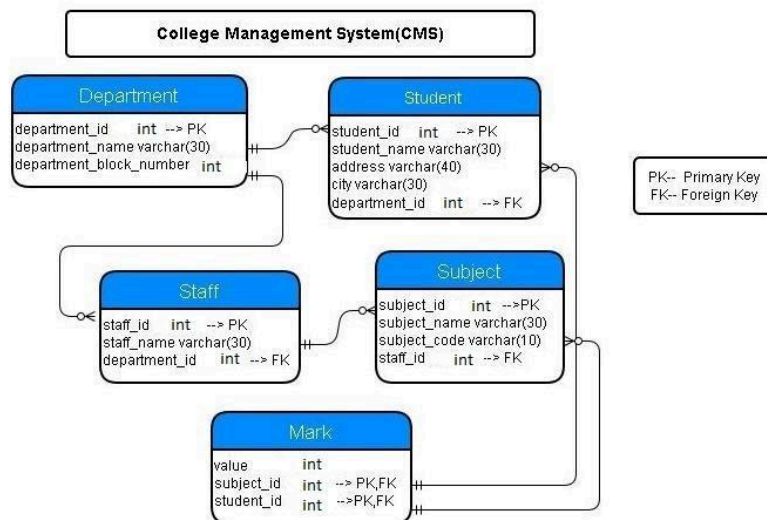 College Management System(CMS)
Department
department_id int --> PK
department_name varchar(30)
department_block_number int
Student
student_id int --> PK
student_name varchar(30)
address varchar(40)
city varchar(30)
department_id int --> FK
PK-- Primary Key
FK-- Foreign Key
Staff
staff_id int --> PK
staff_name varchar(30)
department_id int --> FK
Subject
subject_id int -->PK
subject_name varchar(30)
subject_code varchar(10)
staff_id int --> FK
Mark
value int
subject_id int --> PK,FK
student_id int -->PK,FK